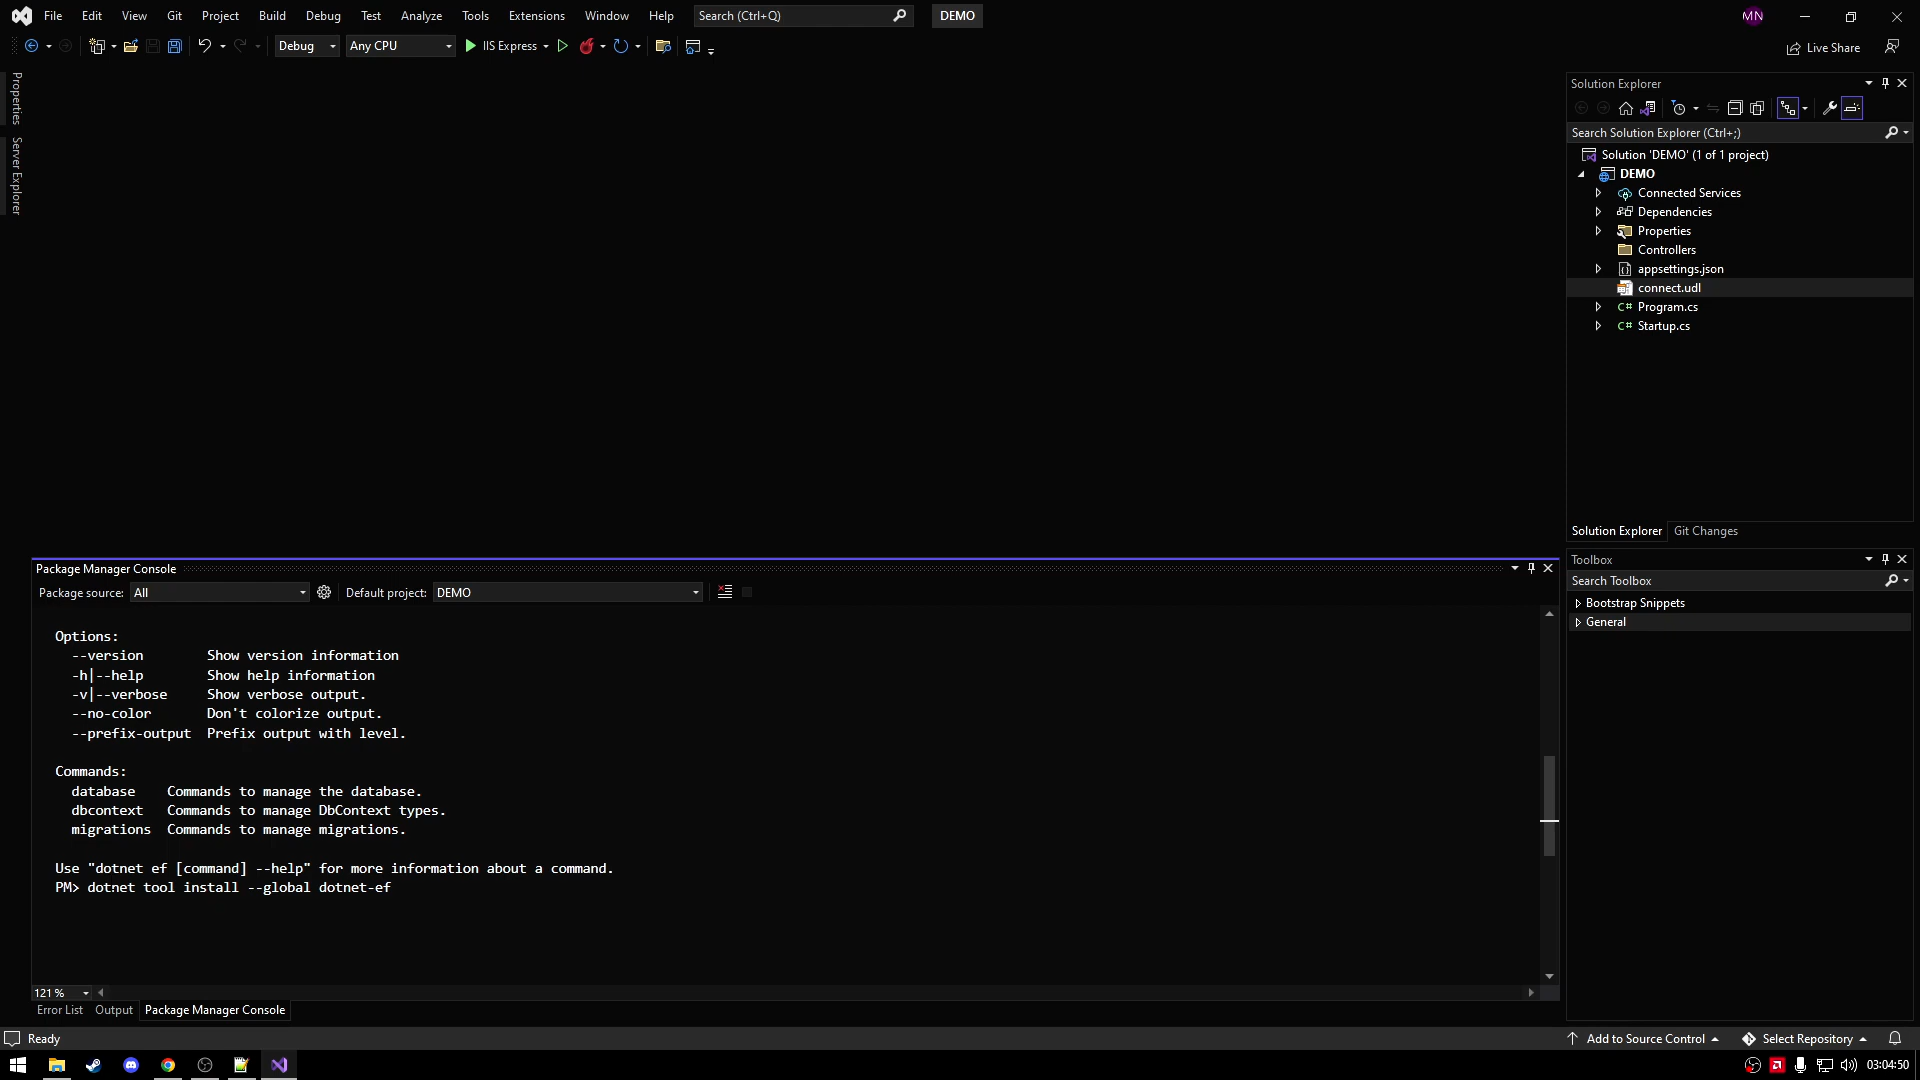 File Edit View Git Project Build Debug Test Analyze Tools Extensions Window Help Search (Ctrl+Q) DEMO MN
Debug Any CPU IIS Express Live Share
Properties
Server Explorer
Solution Explorer
Search Solution Explorer (Ctrl+;)
Solution 'DEMO' (1 of 1 project)
DEMO
Connected Services
Dependencies
Properties
Controllers
appsettings.json
connect.udl
C# Program.cs
C# Startup.cs
Solution Explorer Git Changes
Toolbox
Search Toolbox
Bootstrap Snippets
General
Package Manager Console
Package source: All Default project: DEMO
Options:
--version Show version information
-h|--help Show help information
-v|--verbose Show verbose output.
--no-color Don't colorize output.
--prefix-output Prefix output with level.
Commands:
database Commands to manage the database.
dbcontext Commands to manage DbContext types.
migrations Commands to manage migrations.
Use "dotnet ef [command] --help" for more information about a command.
PM> dotnet tool install --global dotnet-ef
121 %
Error List Output Package Manager Console
Ready Add to Source Control Select Repository
03:04:50